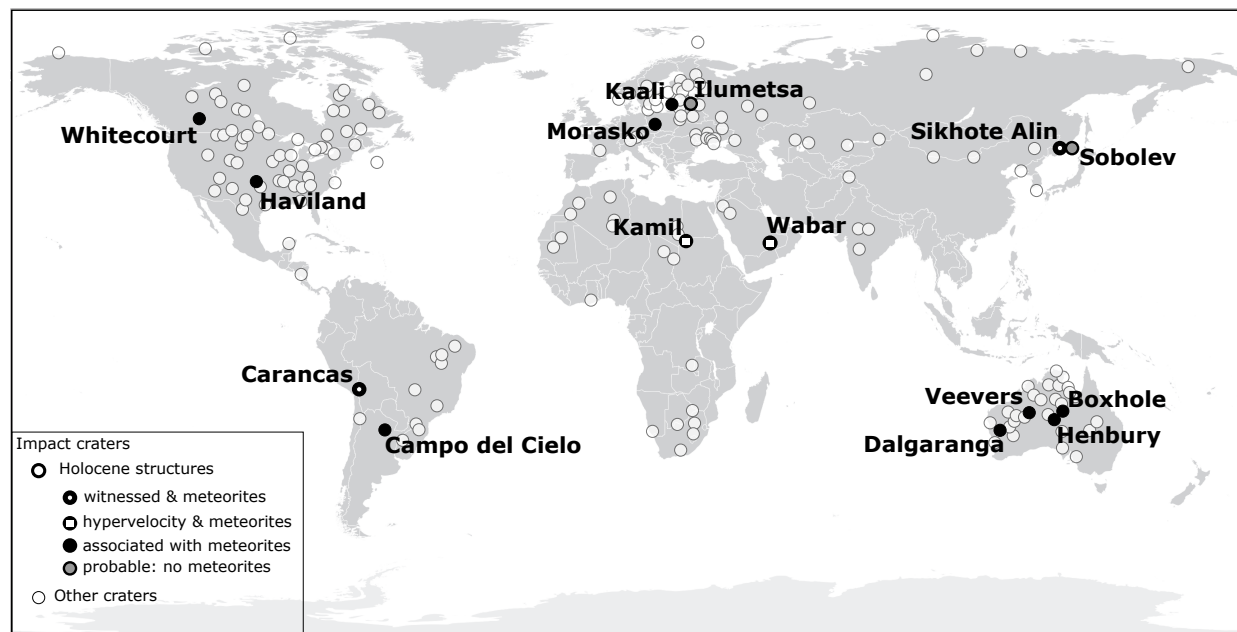 Kaali
Ilumetsa
Whitecourt
Morasko
Sikhote Alin
Sobolev
Haviland
Kamil
Wabar
Carancas
Veevers
Boxhole
Campo del Cielo
Dalgaranga
Henbury
Impact craters
Holocene structures
witnessed & meteorites
hypervelocity & meteorites
associated with meteorites
probable: no meteorites
Other craters